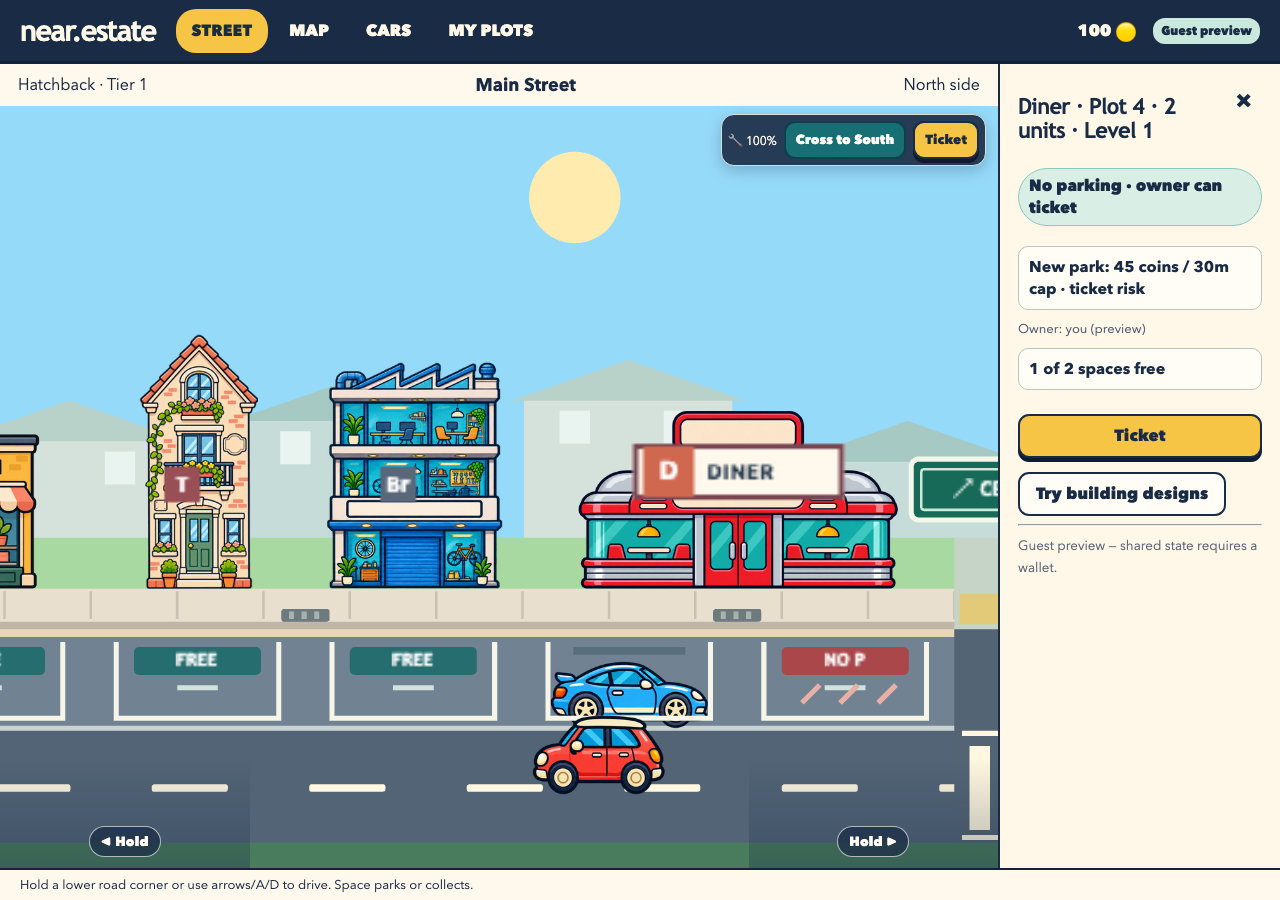 near.estate
STREET
MAP
CARS
MY PLOTS
100
Guest preview
Hatchback · Tier 1
Main Street
North side
100%
Cross to South
Ticket
T
Br
D
DINER
FREE
FREE
NO P
◀ Hold
Hold ▶
Diner · Plot 4 · 2
units · Level 1
✖
No parking · owner can
ticket
New park: 45 coins / 30m
cap · ticket risk
Owner: you (preview)
1 of 2 spaces free
Ticket
Try building designs
Guest preview – shared state requires a
wallet.
Hold a lower road corner or use arrows/A/D to drive. Space parks or collects.